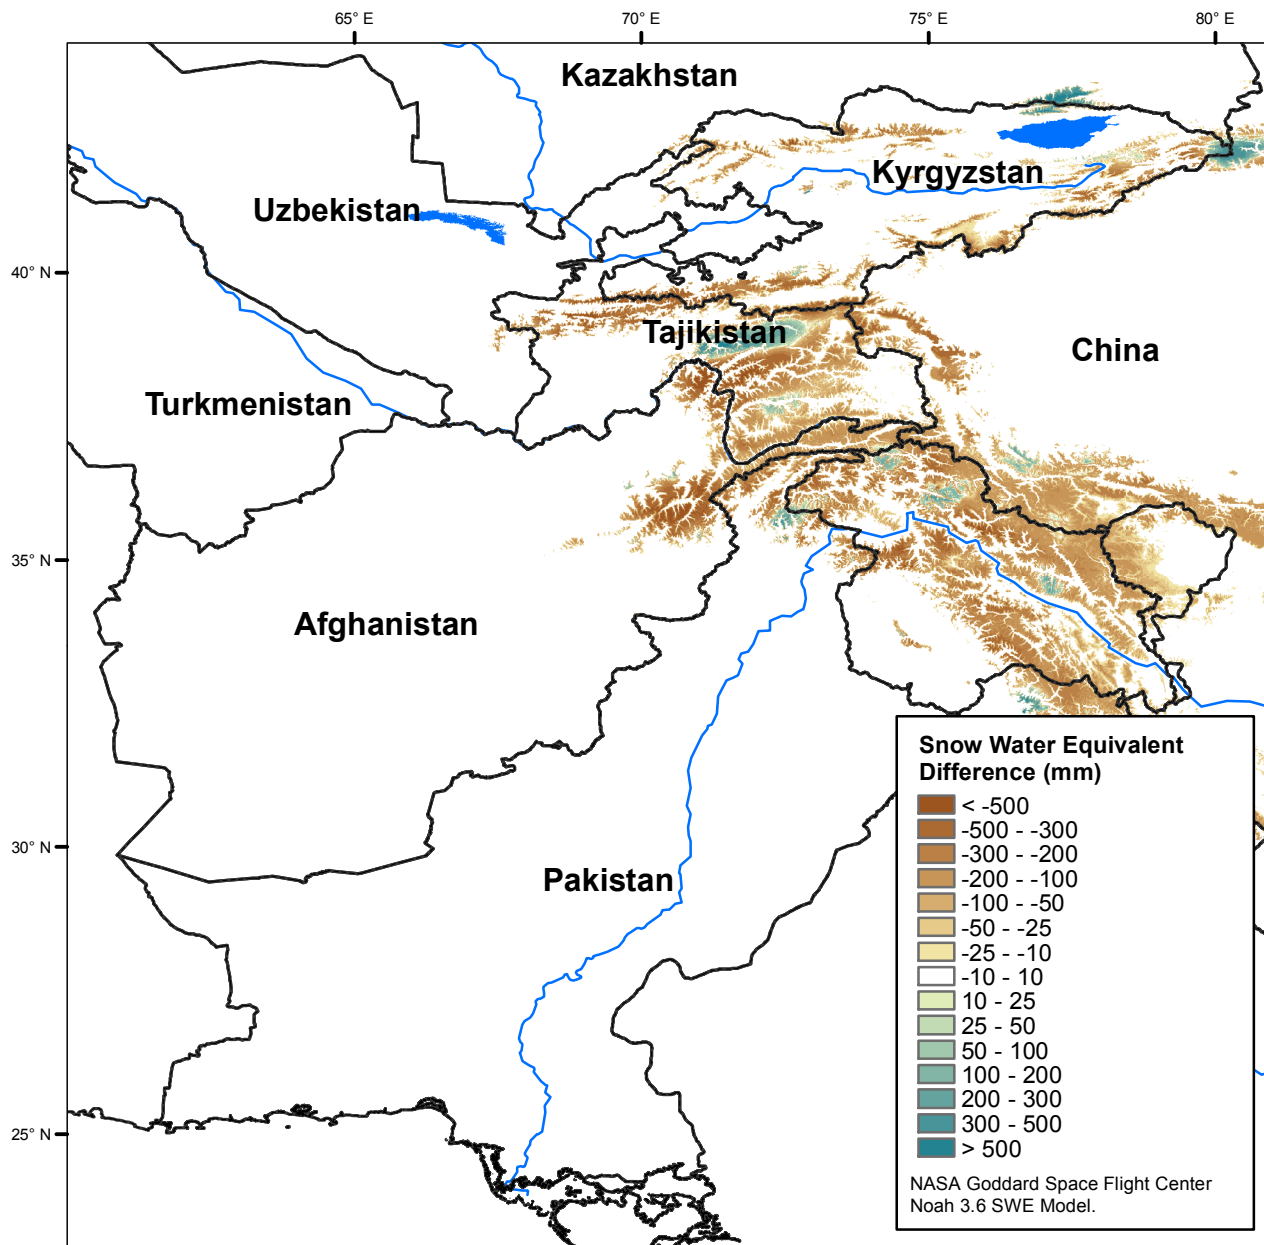 65° E
70° E
75° E
80° E
Kazakhstan
Kyrgyzstan
Uzbekistan
40° N
Tajikistan
China
Turkmenistan
35° N
Afghanistan
30° N
Pakistan
25° N
Snow Water Equivalent
Difference (mm)
< -500
-500 - -300
-300 - -200
-200 - -100
-100 - -50
-50 - -25
-25 - -10
-10 - 10
10 - 25
25 - 50
50 - 100
100 - 200
200 - 300
300 - 500
> 500
NASA Goddard Space Flight Center
Noah 3.6 SWE Model.